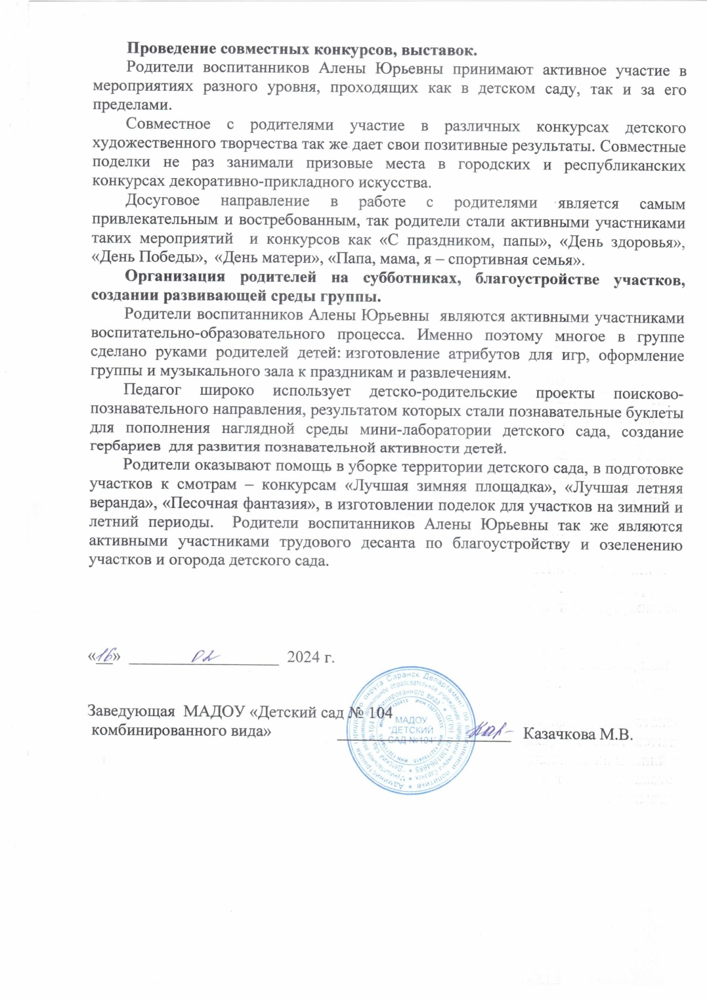 Проведение совместных конкурсов, выставок.
Родители воспитанников Алены Юрьевны принимают активное участие в
мероприятиях разного уровня, проходящих как в детском саду, так и за его
пределами.
Совместное с родителями участие в различных конкурсах детского
художественного творчества так же дает свои позитивные результаты. Совместные
поделки не раз занимали призовые места в городских и республиканских
конкурсах декоративно-прикладного искусства.
Досуговое направление в работе с родителями является самым
привлекательным и востребованным, так родители стали активными участниками
таких мероприятий и конкурсов как «С праздником, папы», «День здоровья»,
«День Победы», «День матери», «Папа, мама, я – спортивная семья».
Организация родителей на субботниках, благоустройстве участков,
создании развивающей среды группы.
Родители воспитанников Алены Юрьевны являются активными участниками
воспитательно-образовательного процесса. Именно поэтому многое в группе
сделано руками родителей детей: изготовление атрибутов для игр, оформление
группы и музыкального зала к праздникам и развлечениям.
Педагог широко использует детско-родительские проекты поисково-
познавательного направления, результатом которых стали познавательные буклеты
для пополнения наглядной среды мини-лаборатории детского сада, создание
гербариев для развития познавательной активности детей.
Родители оказывают помощь в уборке территории детского сада, в подготовке
участков к смотрам – конкурсам «Лучшая зимняя площадка», «Лучшая летняя
веранда», «Песочная фантазия», в изготовлении поделок для участков на зимний и
летний периоды. Родители воспитанников Алены Юрьевны так же являются
активными участниками трудового десанта по благоустройству и озеленению
участков и огорода детского сада.
«16» 02 2024 г.
Заведующая МАДОУ «Детский сад № 104
комбинированного вида» Казачкова М.В.
МАДОУ
"ДЕТСКИЙ
САД №104"